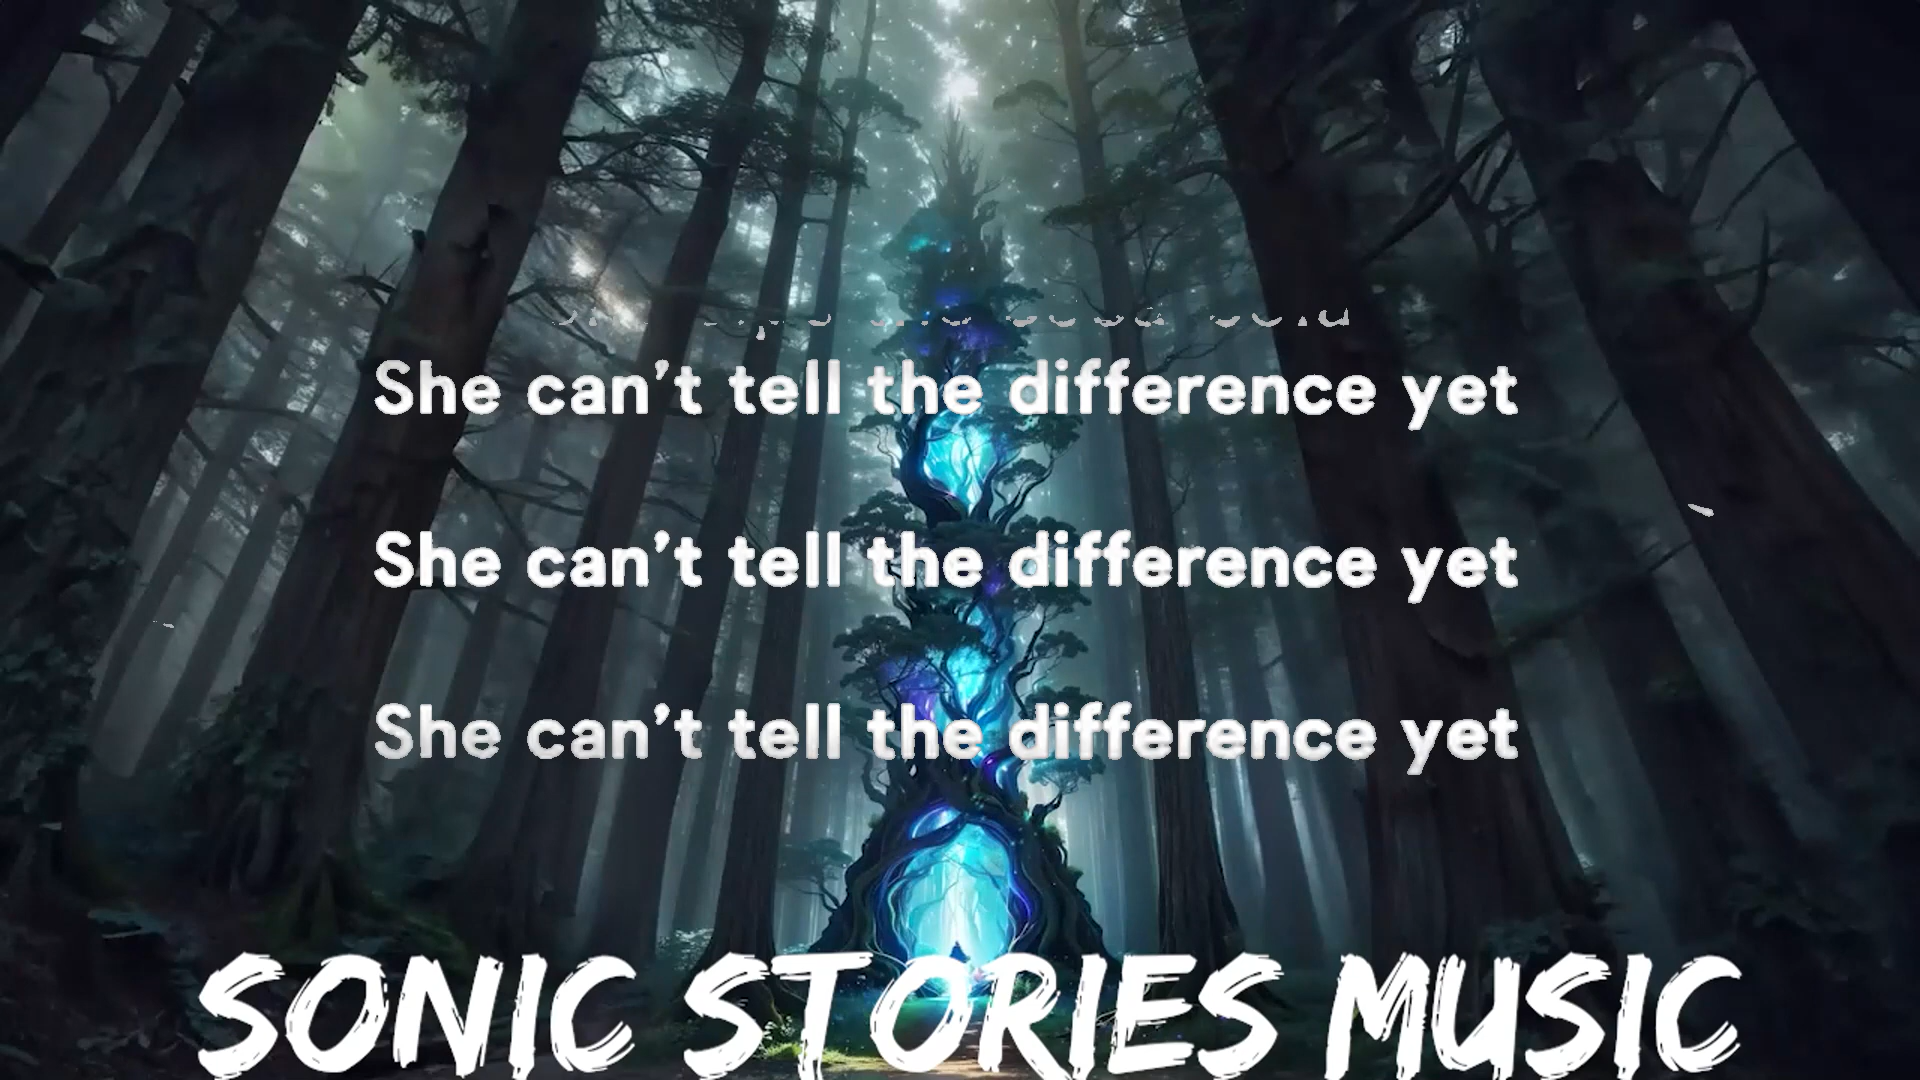 She can't tell the difference yet
She can't tell the difference yet
She can't tell the difference yet
SONIC STORIES MUSIC